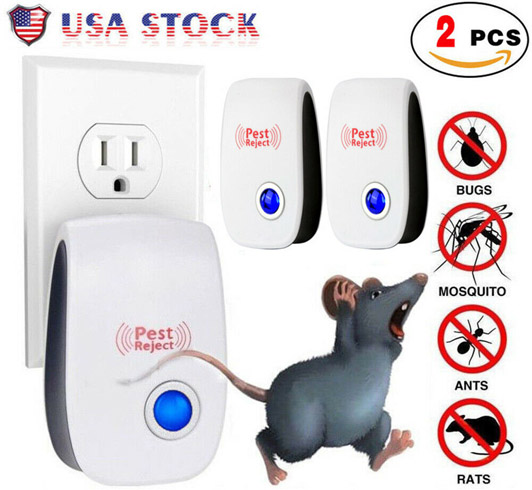 USA STOCK
2 PCS
Pest
Reject
Pest
Reject
BUGS
MOSQUITO
Pest
Reject
ANTS
RATS